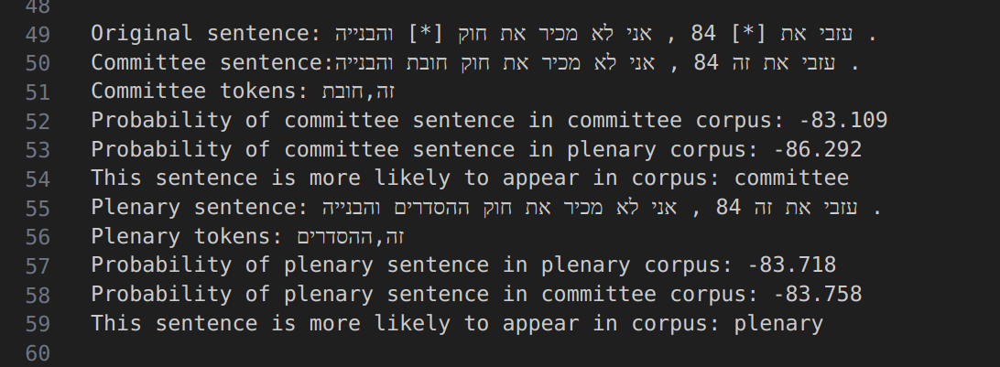 48
49 Original sentence: עזבי את [*] 84 , אני לא מכיר את חוק [*] והבנייה .
50 Committee sentence:עזבי את זה 84 , אני לא מכיר את חוק חובת והבנייה .
51 Committee tokens: זה,חובת
52 Probability of committee sentence in committee corpus: -83.109
53 Probability of committee sentence in plenary corpus: -86.292
54 This sentence is more likely to appear in corpus: committee
55 Plenary sentence: עזבי את זה 84 , אני לא מכיר את חוק ההסדרים והבנייה .
56 Plenary tokens: זה,ההסדרים
57 Probability of plenary sentence in plenary corpus: -83.718
58 Probability of plenary sentence in committee corpus: -83.758
59 This sentence is more likely to appear in corpus: plenary
60